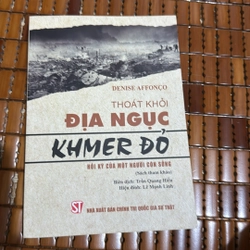 DENISE AFFONÇO
THOÁT KHỎI
ĐỊA NGỤC
KHMER ĐỎ
HỒI KÝ CỦA MỘT NGƯỜI CÒN SỐNG
(Sách tham khảo)
Biên dịch: Trần Quang Hiếu
Hiệu đính: Lê Mạnh Linh
ST NHÀ XUẤT BẢN CHÍNH TRỊ QUỐC GIA SỰ THẬT